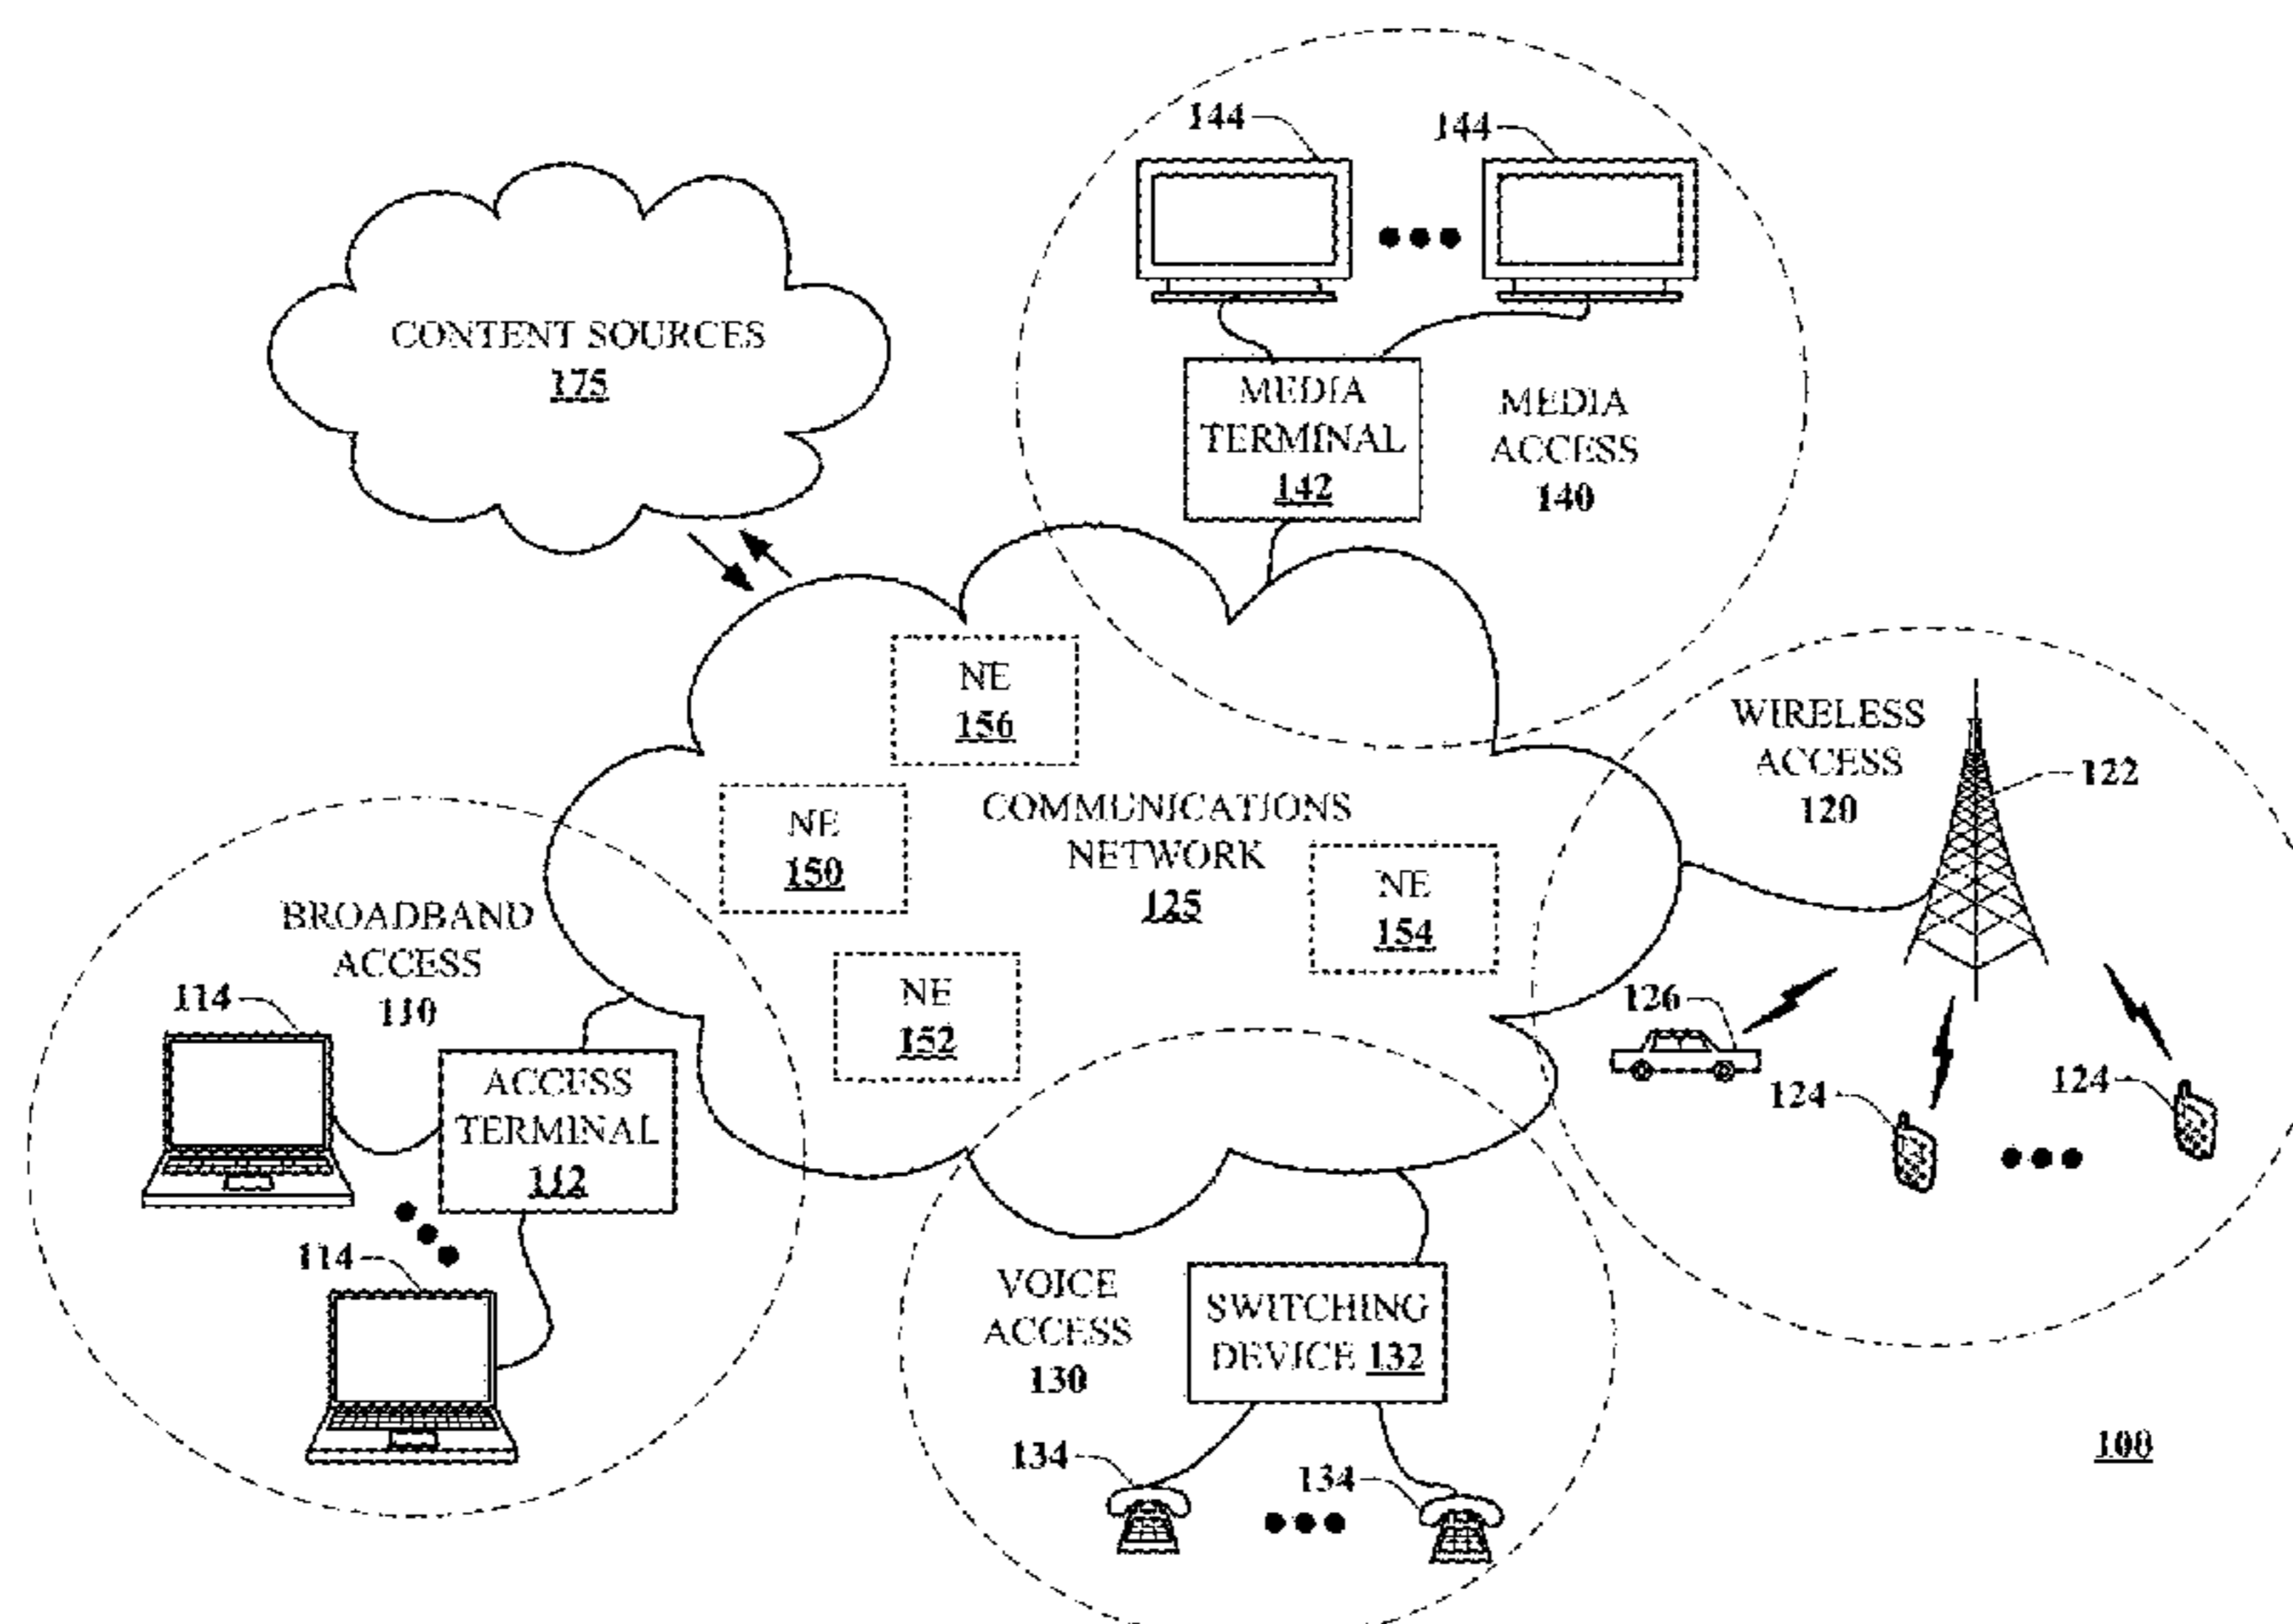 144
144
CONTENT SOURCES
175
MEDIA
TERMINAL
142
MEDIA
ACCESS
140
NE
156
WIRELESS
ACCESS
120
122
NE
150
COMMUNICATIONS
NETWORK
125
NE
154
BROADBAND
ACCESS
110
NE
152
114
126
124
124
ACCESS
TERMINAL
112
114
VOICE
ACCESS
130
SWITCHING
DEVICE 132
134
134
100